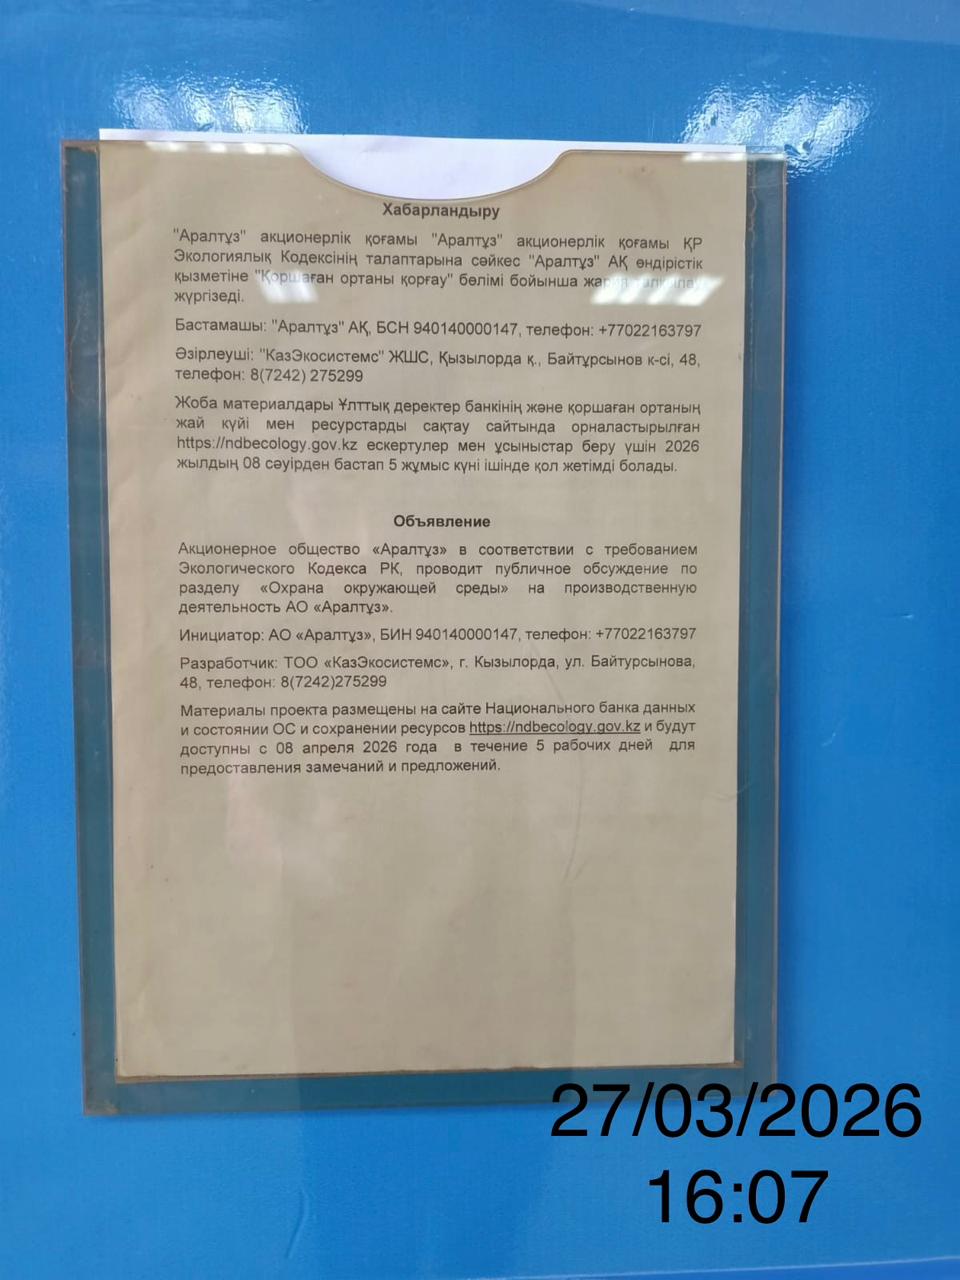 Хабарландыру
"Аралтұз" акционерлік қоғамы "Аралтұз" акционерлік қоғамы ҚР
Экологиялық Кодексінің талаптарына сәйкес "Аралтұз" АҚ өндірістік
қызметіне "Қоршаған ортаны қорғау" бөлімі бойынша жария талқылау
жүргізеді.
Бастамашы: "Аралтұз" АҚ, БСН 940140000147, телефон: +77022163797
Әзірлеуші: "КазЭкосистемс" ЖШС, Қызылорда қ., Байтұрсынов к-сі, 48,
телефон: 8(7242) 275299
Жоба материалдары Ұлттық деректер банкінің және қоршаған ортаның
жай күйі мен ресурстарды сақтау сайтында орналастырылған
https://ndbecology.gov.kz ескертулер мен ұсыныстар беру үшін 2026
жылдың 08 сәуірден бастап 5 жұмыс күні ішінде қол жетімді болады.
Объявление
Акционерное общество «Аралтұз» в соответствии с требованием
Экологического Кодекса РК, проводит публичное обсуждение по
разделу «Охрана окружающей среды» на производственную
деятельность АО «Аралтұз».
Инициатор: АО «Аралтұз», БИН 940140000147, телефон: +77022163797
Разработчик: ТОО «КазЭкосистемс», г. Кызылорда, ул. Байтурсынова,
48, телефон: 8(7242)275299
Материалы проекта размещены на сайте Национального банка данных
и состоянии ОС и сохранении ресурсов https://ndbecology.gov.kz и будут
доступны с 08 апреля 2026 года в течение 5 рабочих дней для
предоставления замечаний и предложений.
27/03/2026
16:07